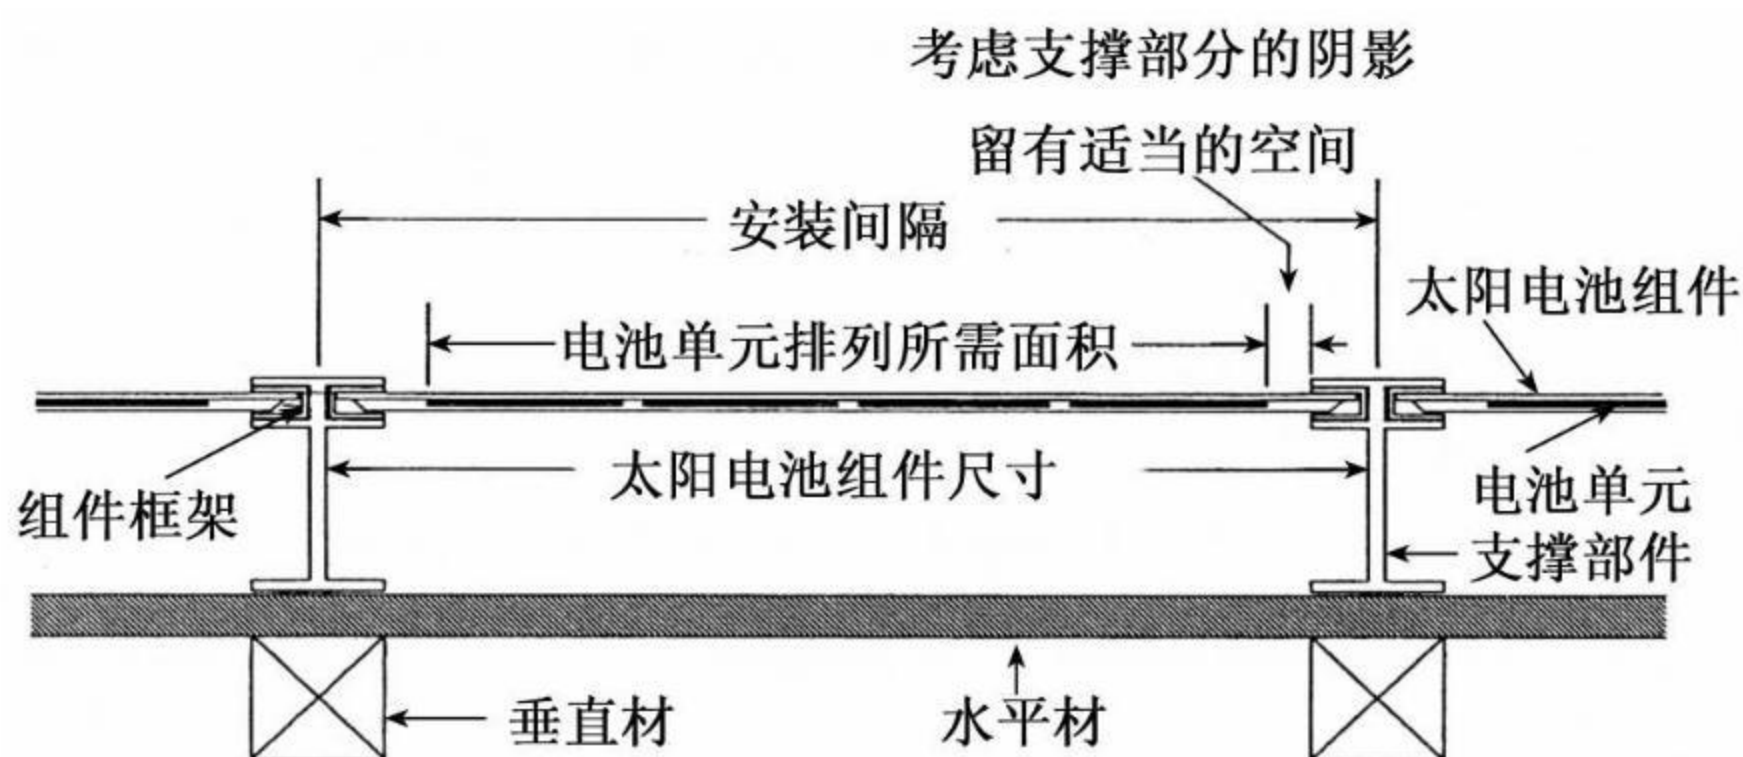 考虑支撑部分的阴影
留有适当的空间
安装间隔
太阳电池组件
电池单元排列所需面积
太阳电池组件尺寸
电池单元
组件框架
支撑部件
垂直材
水平材